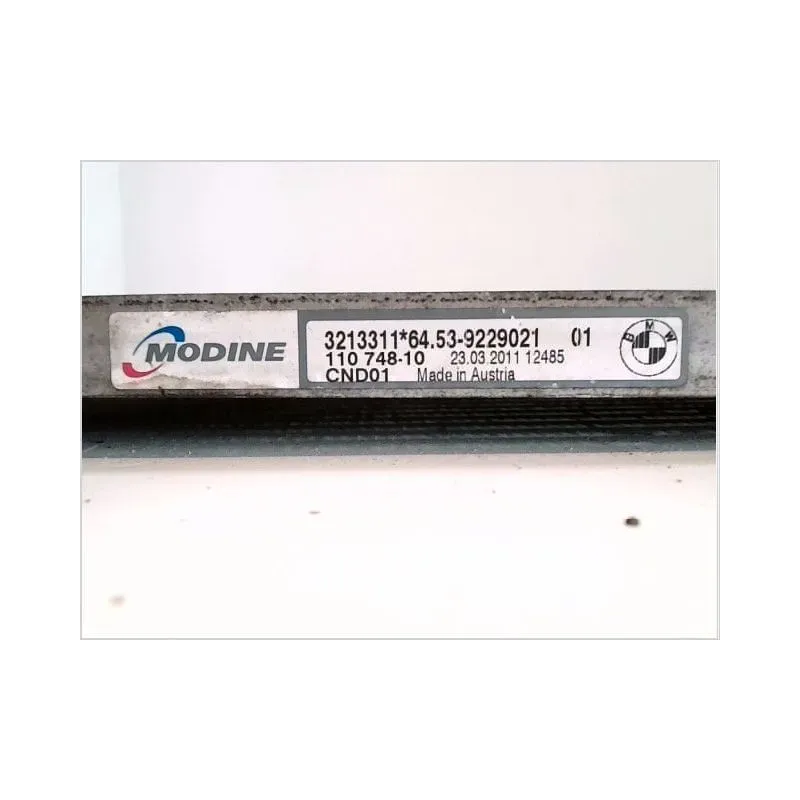 MODINE
3213311*64.53-9229021 01
110 748-10 23.03.2011 12485
CND01 Made in Austria
BMW